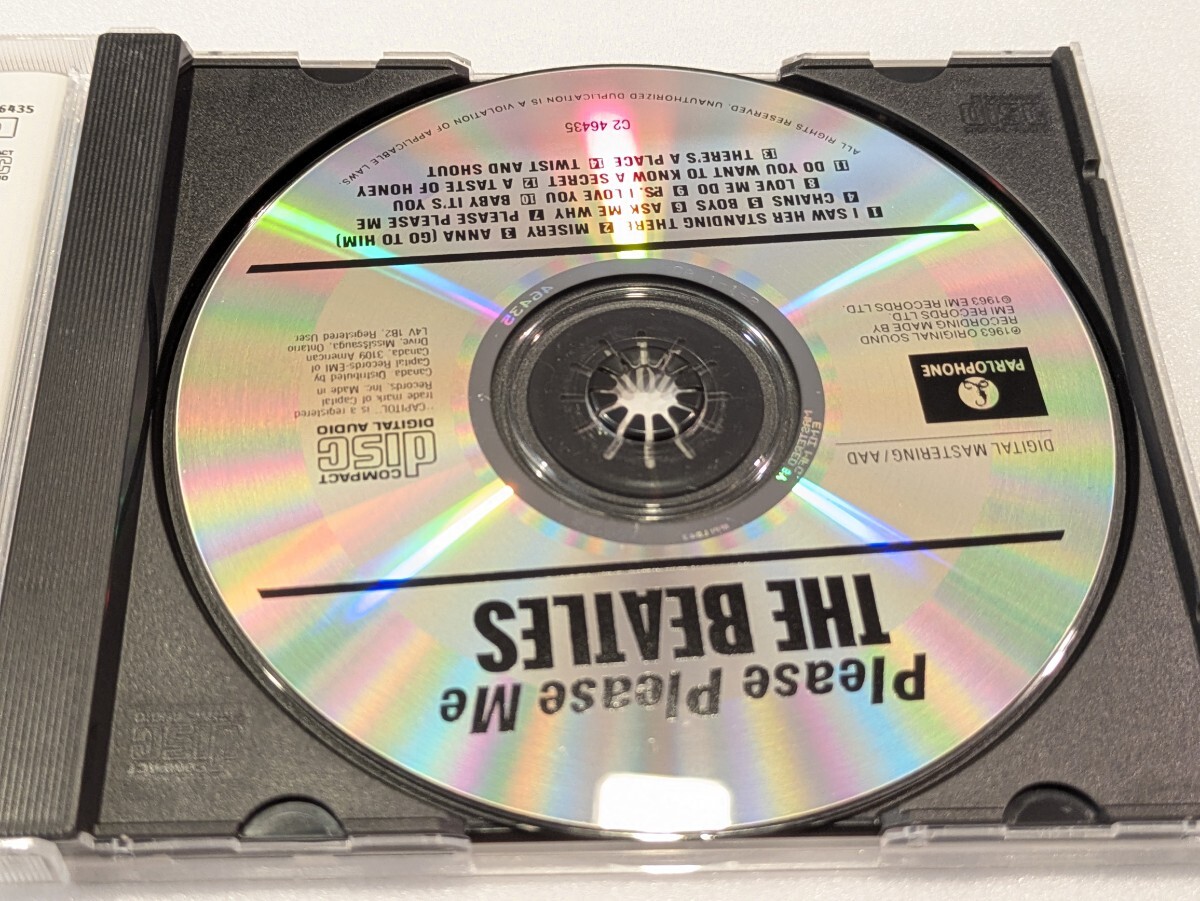 Please Please Me
THE BEATLES
DIGITAL MASTERING/AAD
PARLOPHONE
℗1963 ORIGINAL SOUND
RECORDING MADE BY
EMI RECORDS LTD.
©1963 EMI RECORDS LTD.
COMPACT
disc
DIGITAL AUDIO
"CAPITOL" is a registered
trade mark of Capitol
Records, Inc. Made in
Canada. Distributed by
Capitol Records-EMI of
Canada, 3109 American
Drive, Mississauga, Ontario
L4V 1B2, Registered User
1 I SAW HER STANDING THERE 2 MISERY 3 ANNA (GO TO HIM)
4 CHAINS 5 BOYS 6 ASK ME WHY 7 PLEASE PLEASE ME
8 LOVE ME DO 9 P.S. I LOVE YOU 10 BABY IT'S YOU
11 DO YOU WANT TO KNOW A SECRET 12 A TASTE OF HONEY
13 THERE'S A PLACE 14 TWIST AND SHOUT
C2 46435
ALL RIGHTS RESERVED. UNAUTHORIZED DUPLICATION IS A VIOLATION OF APPLICABLE LAWS.
46435
MASTERED
6435
COMPACT